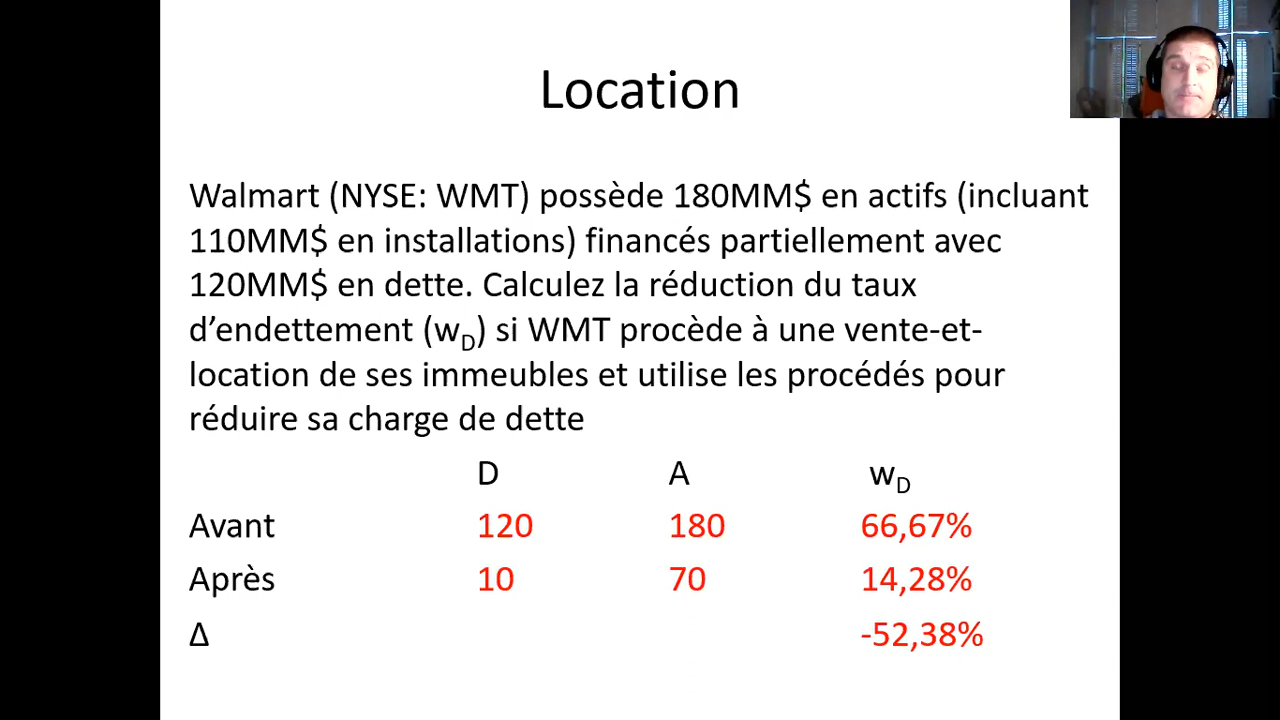 Location
Walmart (NYSE: WMT) possède 180MM$ en actifs (incluant
110MM$ en installations) financés partiellement avec
120MM$ en dette. Calculez la réduction du taux
d’endettement (wD) si WMT procède à une vente-et-
location de ses immeubles et utilise les procédés pour
réduire sa charge de dette
D A wD
Avant 120 180 66,67%
Après 10 70 14,28%
Δ -52,38%